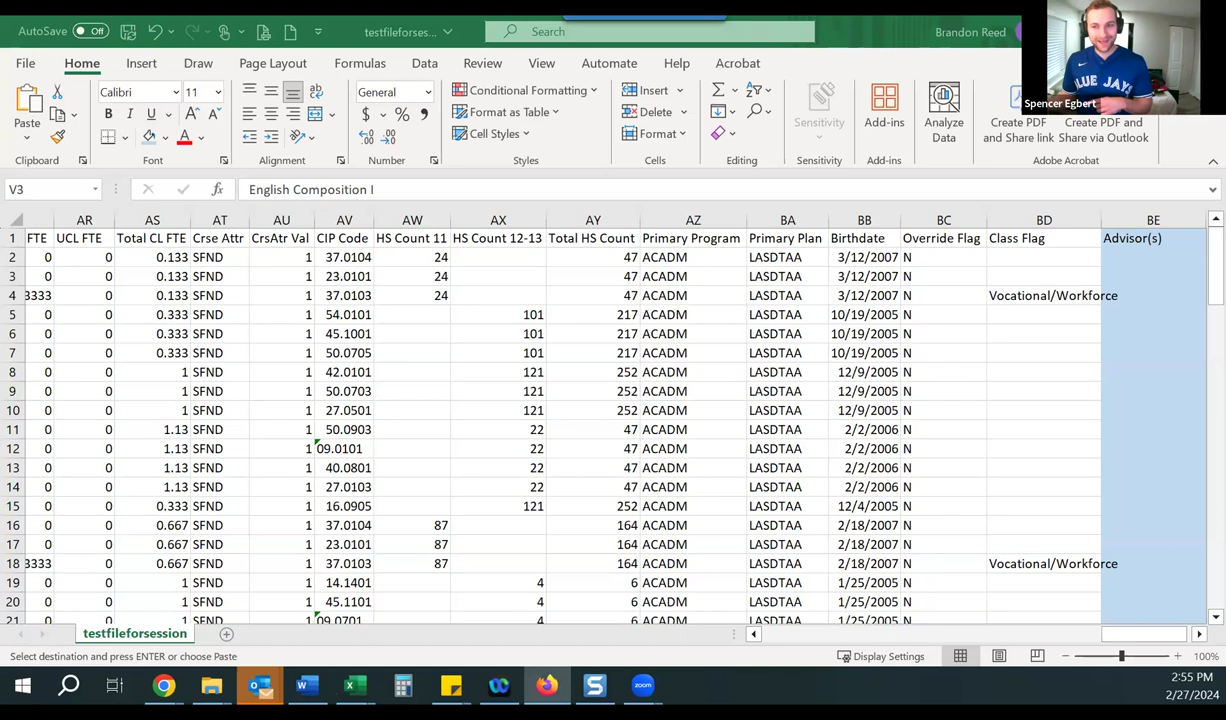 AutoSave Off testfileforses... Search Brandon Reed
File Home Insert Draw Page Layout Formulas Data Review View Automate Help Acrobat
BLUE JAYS
Spencer Egbert
Paste Calibri 11 General Conditional Formatting Insert
B I U Format as Table Delete
Cell Styles Format
Sensitivity Add-ins Analyze Data Create PDF and Share link Create PDF and Share via Outlook
Clipboard Font Alignment Number Styles Cells Editing Sensitivity Add-ins Adobe Acrobat
V3 fx English Composition I
AR AS AT AU AV AW AX AY AZ BA BB BC BD BE
1 FTE UCL FTE Total CL FTE Crse Attr CrsAtr Val CIP Code HS Count 11 HS Count 12-13 Total HS Count Primary Program Primary Plan Birthdate Override Flag Class Flag Advisor(s)
2 0 0 0.133 SFND 1 37.0104 24 47 ACADM LASDTAA 3/12/2007 N
3 0 0 0.133 SFND 1 23.0101 47 ACADM LASDTAA 3/12/2007 N
4 3333 0 0.133 SFND 1 37.0103 24 47 ACADM LASDTAA 3/12/2007 N Vocational/Workforce
5 0 0 0.333 SFND 1 54.0101 101 217 ACADM LASDTAA 10/19/2005 N
6 0 0 0.333 SFND 1 45.1001 101 217 ACADM LASDTAA 10/19/2005 N
7 0 0 0.333 SFND 1 50.0705 101 217 ACADM LASDTAA 10/19/2005 N
8 0 0 1 SFND 1 42.0101 121 252 ACADM LASDTAA 12/9/2005 N
9 0 0 1 SFND 1 50.0703 121 252 ACADM LASDTAA 12/9/2005 N
10 0 0 1 SFND 1 27.0501 121 252 ACADM LASDTAA 12/9/2005 N
11 0 0 1.13 SFND 1 50.0903 22 47 ACADM LASDTAA 2/2/2006 N
12 0 0 1.13 SFND 1 09.0101 22 47 ACADM LASDTAA 2/2/2006 N
13 0 0 1.13 SFND 1 40.0801 22 47 ACADM LASDTAA 2/2/2006 N
14 0 0 1.13 SFND 1 27.0103 22 47 ACADM LASDTAA 2/2/2006 N
15 0 0 0.333 SFND 1 16.0905 121 252 ACADM LASDTAA 12/4/2005 N
16 0 0 0.667 SFND 1 37.0104 87 164 ACADM LASDTAA 2/18/2007 N
17 0 0 0.667 SFND 1 23.0101 87 164 ACADM LASDTAA 2/18/2007 N
18 3333 0 0.667 SFND 1 37.0103 87 164 ACADM LASDTAA 2/18/2007 N Vocational/Workforce
19 0 0 1 SFND 1 14.1401 4 6 ACADM LASDTAA 1/25/2005 N
20 0 0 1 SFND 1 45.1101 4 6 ACADM LASDTAA 1/25/2005 N
21 0 0 1 SFND 1 09.0701 4 6 ACADM LASDTAA 1/25/2005 N
testfileforsession
Select destination and press ENTER or choose Paste Display Settings 100%
2:55 PM
2/27/2024